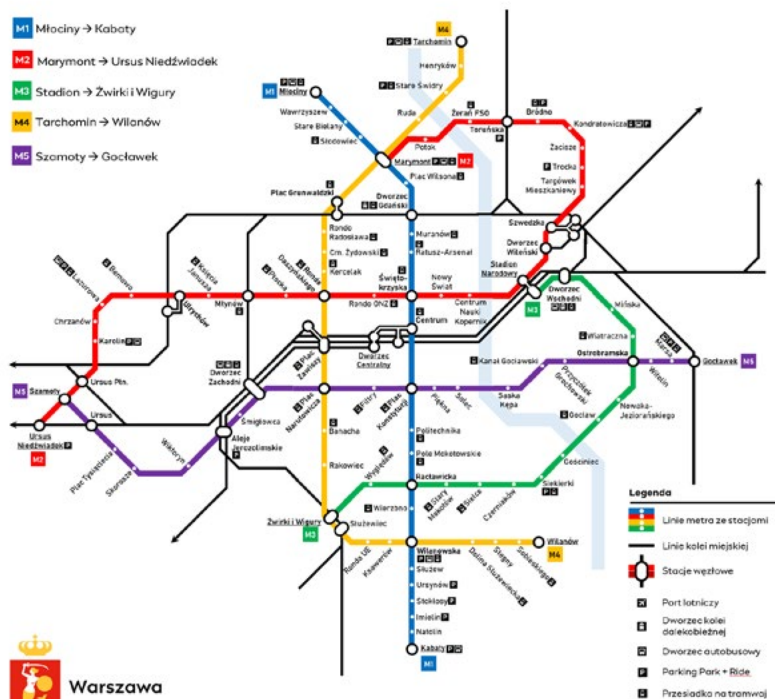 M1 Młociny → Kabaty
M2 Marymont → Ursus Niedźwiadek
M3 Stadion → Żwirki i Wigury
M4 Tarchomin → Wilanów
M5 Szamoty → Gocławek
M4
Tarchomin
Henryków
Stare Świdry
Ruda
M1
Młociny
Wawrzyszew
Stare Bielany
Słodowiec
Marymont
M2
Potok
Żerań FSO
Toruńska
Bródno
Kondratowicza
Zacisze
Trocka
Targówek
Mieszkaniowy
Plac Wilsona
Plac Grunwaldzki
Dworzec
Gdański
Szwedzka
Dworzec
Wileński
Stadion
Narodowy
Rondo
Radosława
Cm. Żydowski
Kercelak
Muranów
Ratusz-Arsenał
Rondo
Daszyńskiego
Święto-
krzyska
Nowy
Świat
Rondo ONZ
Centrum
Nauki
Kopernik
Płocka
Młynów
Księcia
Janusza
Ulrychów
Bemowo
Lazurowa
Chrzanów
Karolin
M3
Dworzec
Wschodni
Mińska
Wiatraczna
Ostrobramska
Centrum
Dworzec
Centralny
Plac
Zawiszy
Dworzec
Zachodni
Kanał Gocławski
Przyczółek
Grochowski
Marsa
Witolin
Gocławek
M5
M5
Szamoty
Ursus Płn.
Ursus
Ursus
Niedźwiadek
M2
Plac Tysiąclecia
Skorosze
Wiktoryn
Śmigłowca
Aleje
Jerozolimskie
Plac
Narutowicza
Filtry
Plac
Konstytucji
Piękna
Solec
Saska
Kępa
Gocław
Nowaka-
Jeziorańskiego
Banacha
Rakowiec
Politechnika
Pole Mokotowskie
Racławicka
Wyględów
Wierzbno
Stary
Mokotów
Sielce
Czerniaków
Siekierki
Gościniec
Żwirki i Wigury
M3
Służewiec
Rondo UE
Ksawerów
Wilanowska
Dolina Służewiecka
Stegny
Sobieskiego
Wilanów
M4
Służew
Ursynów
Stokłosy
Imielin
Natolin
Kabaty
M1
Legenda
Linie metra ze stacjami
Linie kolei miejskiej
Stacje węzłowe
Port lotniczy
Dworzec kolei
dalekobieżnej
Dworzec autobusowy
Parking Park + Ride
Przesiadka na tramwaj
Warszawa